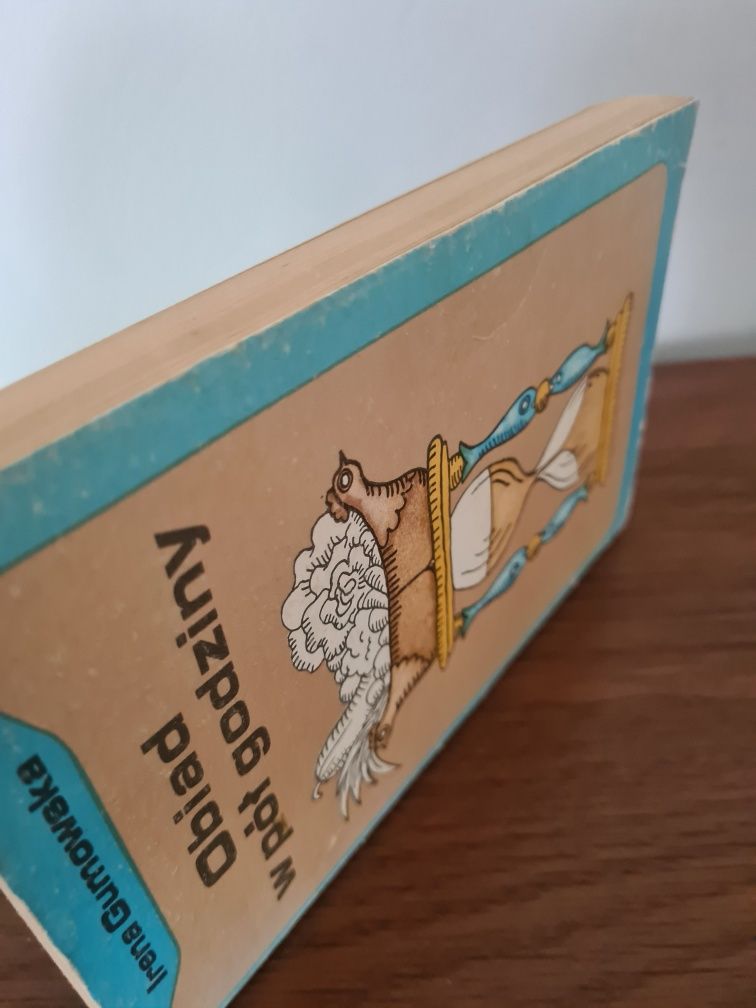 Irena Gumowska
Obiad
w pół godziny